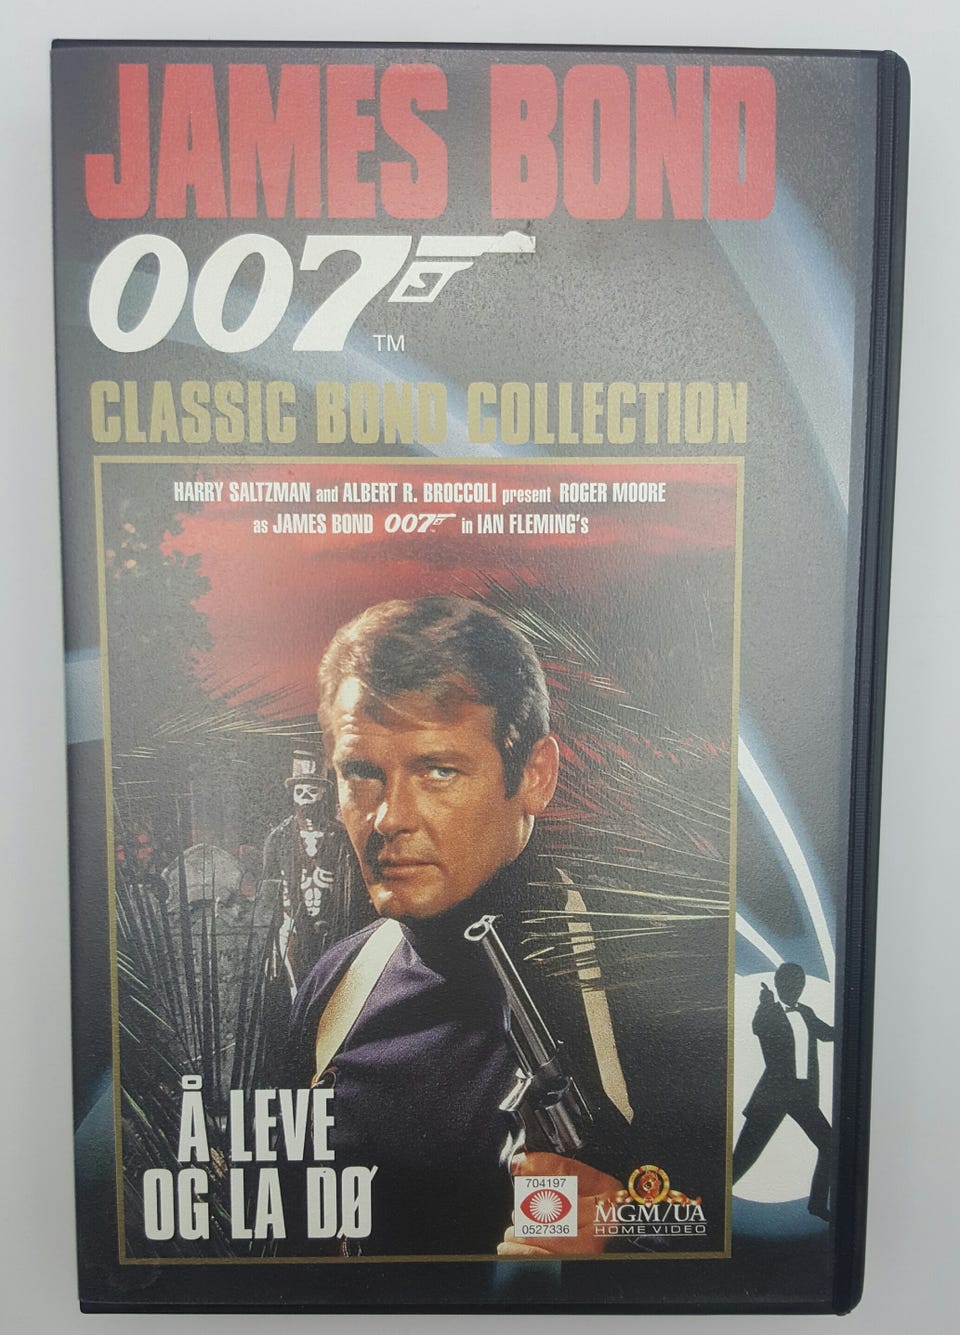 JAMES BOND
007
TM
CLASSIC BOND COLLECTION
HARRY SALTZMAN and ALBERT R. BROCCOLI present ROGER MOORE
as JAMES BOND 007 in IAN FLEMING's
Å LEVE
OG LA DØ
704197
0527336
MGM/UA
HOME VIDEO